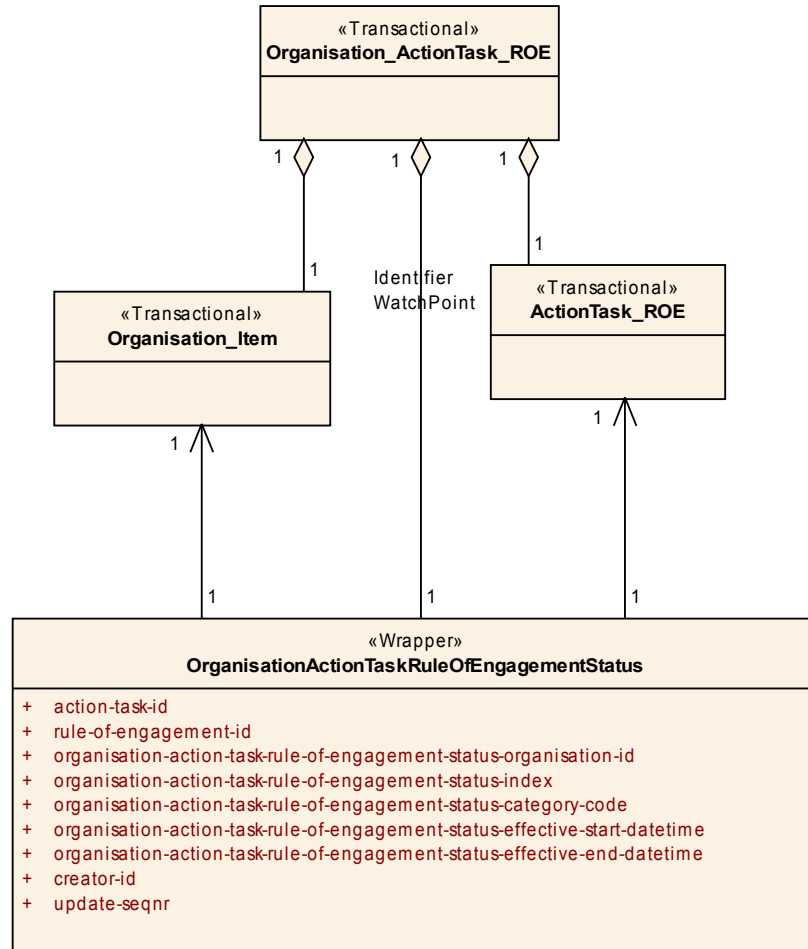 «Transactional»
Organisation_ActionTask_ROE
1
1
1
1
1
Identifier
WatchPoint
«Transactional»
Organisation_Item
«Transactional»
ActionTask_ROE
1
1
1
1
1
«Wrapper»
OrganisationActionTaskRuleOfEngagementStatus
+ action-task-id
+ rule-of-engagement-id
+ organisation-action-task-rule-of-engagement-status-organisation-id
+ organisation-action-task-rule-of-engagement-status-index
+ organisation-action-task-rule-of-engagement-status-category-code
+ organisation-action-task-rule-of-engagement-status-effective-start-datetime
+ organisation-action-task-rule-of-engagement-status-effective-end-datetime
+ creator-id
+ update-seqnr